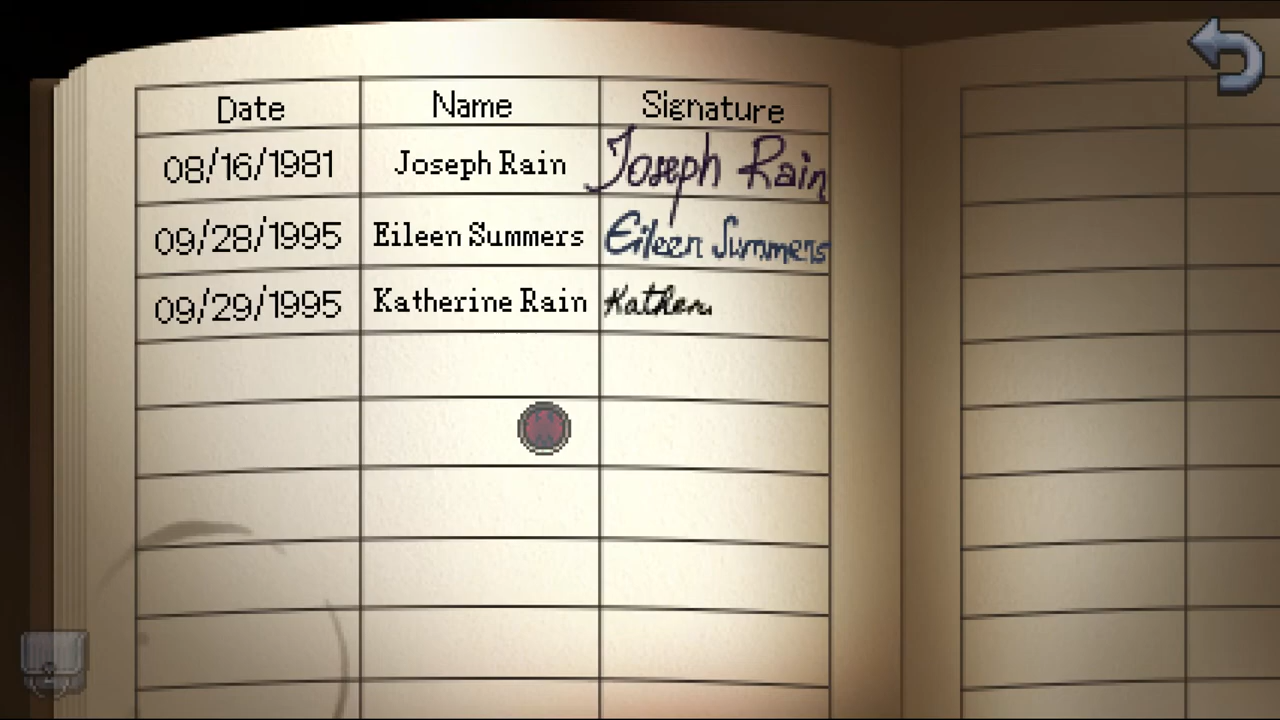 Date Name Signature
08/16/1981 Joseph Rain Joseph Rain
09/28/1995 Eileen Summers Eileen Summers
09/29/1995 Katherine Rain Katheri